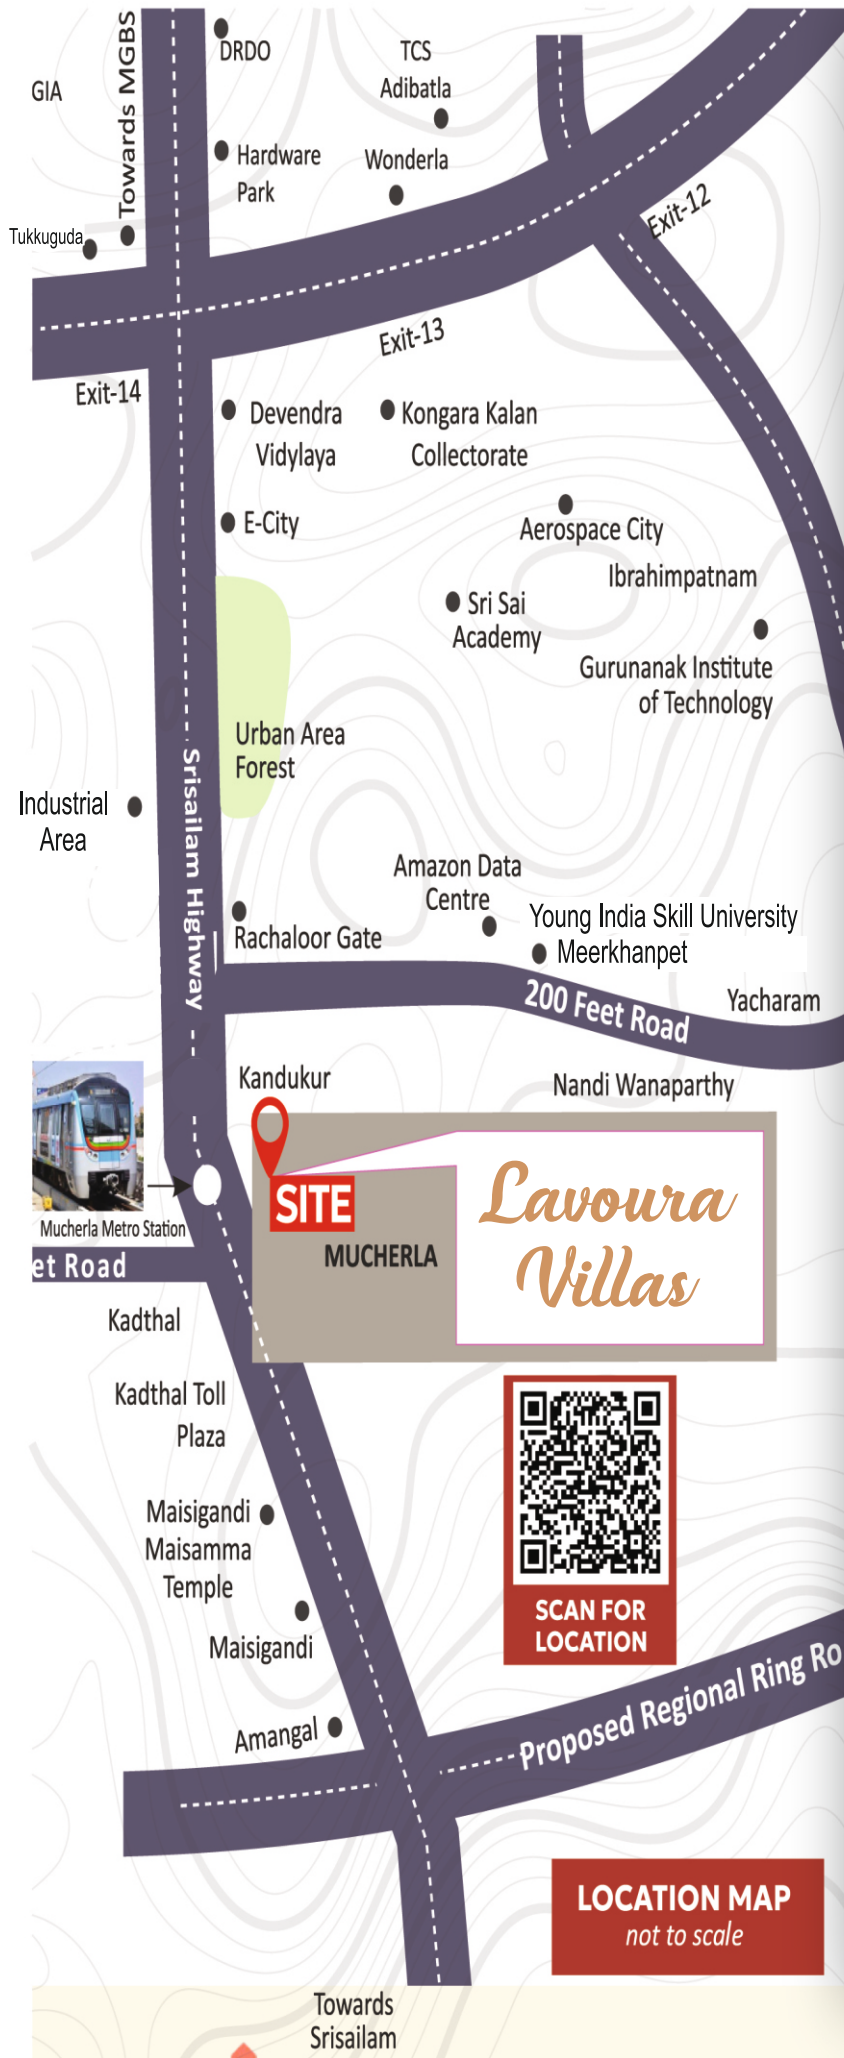 Towards MGBS
DRDO
TCS
Adibatla
GIA
Hardware
Park
Wonderla
Tukkuguda
Exit-12
Exit-13
Exit-14
Devendra
Vidylaya
Kongara Kalan
Collectorate
E-City
Aerospace City
Ibrahimpatnam
Sri Sai
Academy
Gurunanak Institute
of Technology
Urban Area
Forest
Srisailam Highway
Industrial
Area
Amazon Data
Centre
Rachaloor Gate
Young India Skill University
Meerkhanpet
200 Feet Road
Yacharam
Kandukur
Nandi Wanaparthy
SITE
MUCHERLA
Lavoura
Villas
Mucherla Metro Station
et Road
Kadthal
Kadthal Toll
Plaza
Maisigandi
Maisamma
Temple
Maisigandi
SCAN FOR
LOCATION
Amangal
Proposed Regional Ring Ro
LOCATION MAP
not to scale
Towards
Srisailam